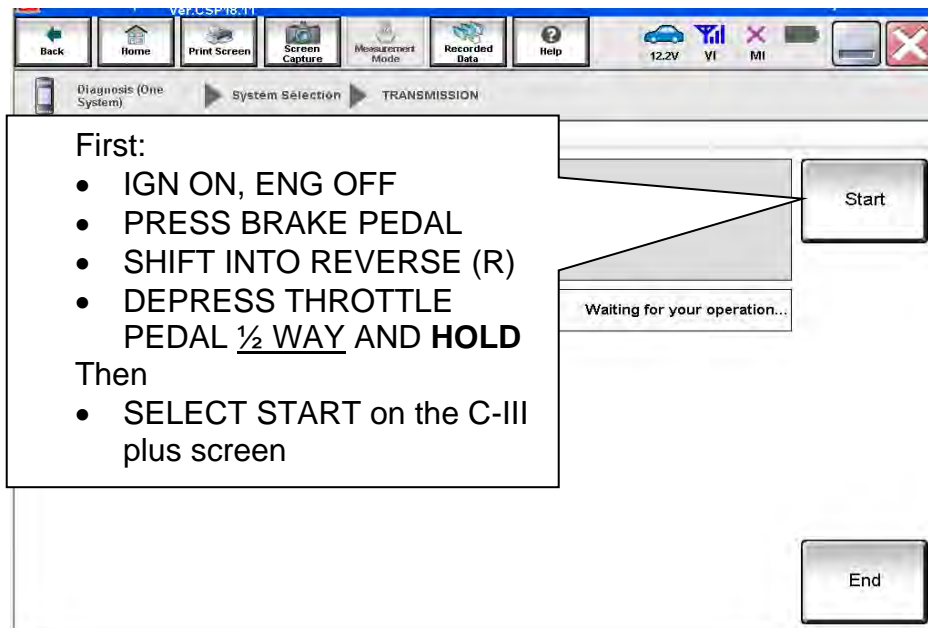 Ver.CSP18.11
Back
Home
Print Screen
Screen
Capture
Measurement
Mode
Recorded
Data
Help
12.2V
VI
MI
Diagnosis (One
System)
System Selection
TRANSMISSION
First:
• IGN ON, ENG OFF
• PRESS BRAKE PEDAL
• SHIFT INTO REVERSE (R)
• DEPRESS THROTTLE
PEDAL ½ WAY AND HOLD
Then
• SELECT START on the C-III
plus screen
Start
Waiting for your operation...
End